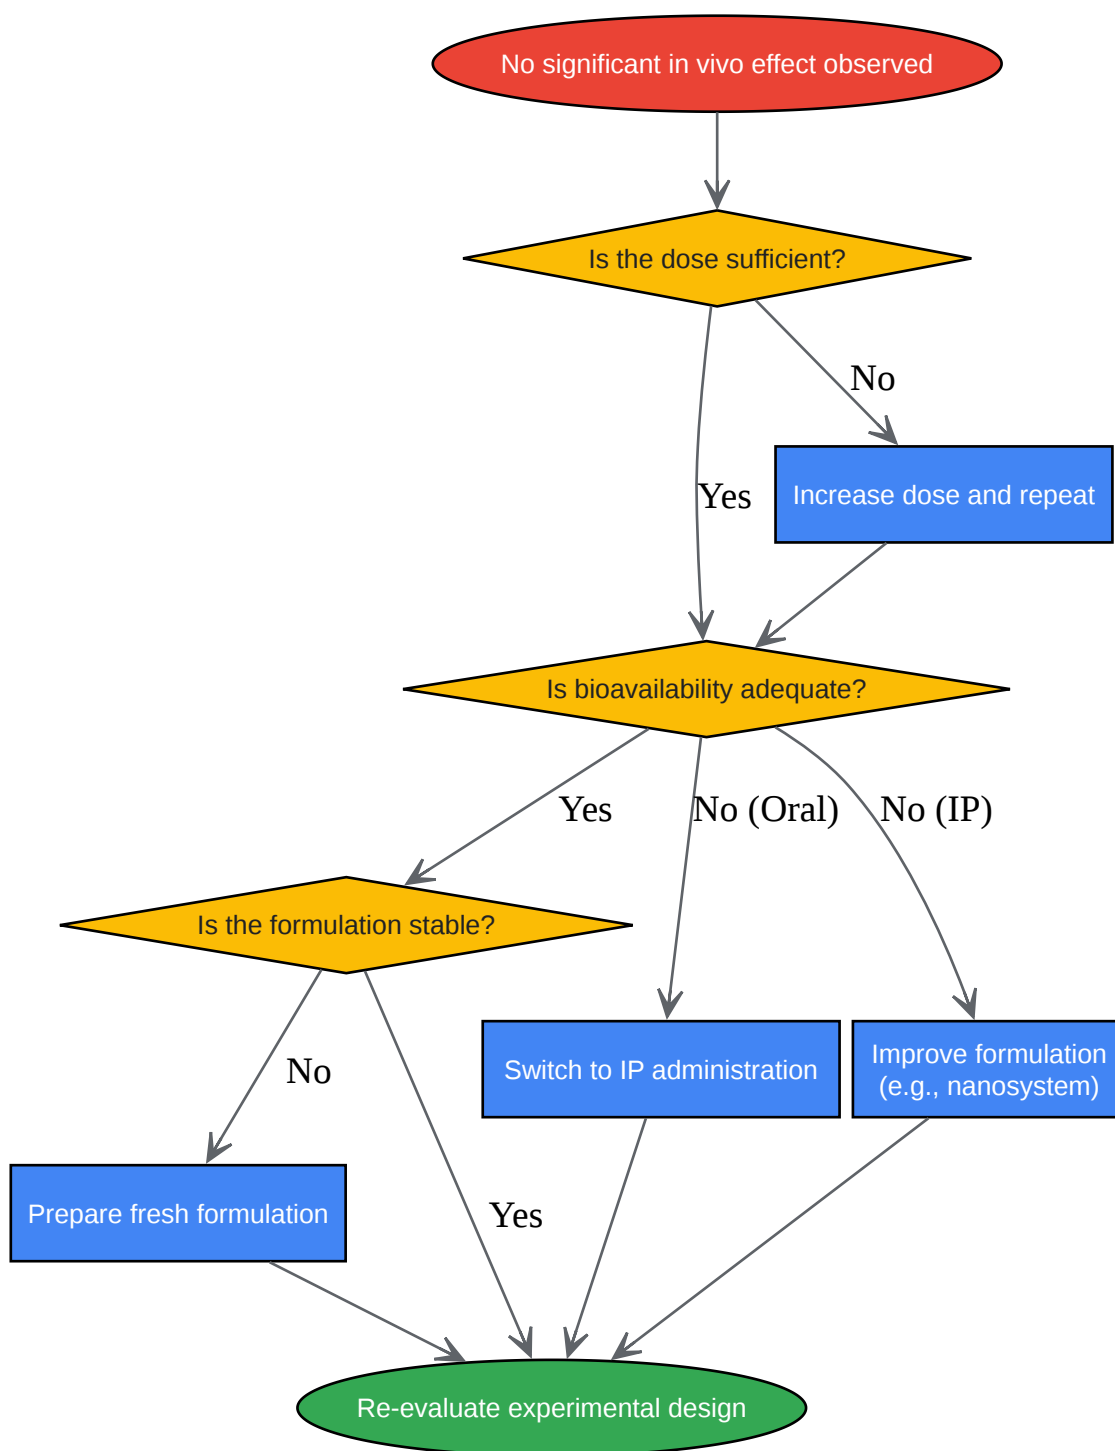 No significant in vivo effect observed
Is the dose sufficient?
No
Yes
Increase dose and repeat
Is bioavailability adequate?
Yes
No (Oral)
No (IP)
Is the formulation stable?
Switch to IP administration
Improve formulation
(e.g., nanosystem)
No
Prepare fresh formulation
Yes
Re-evaluate experimental design